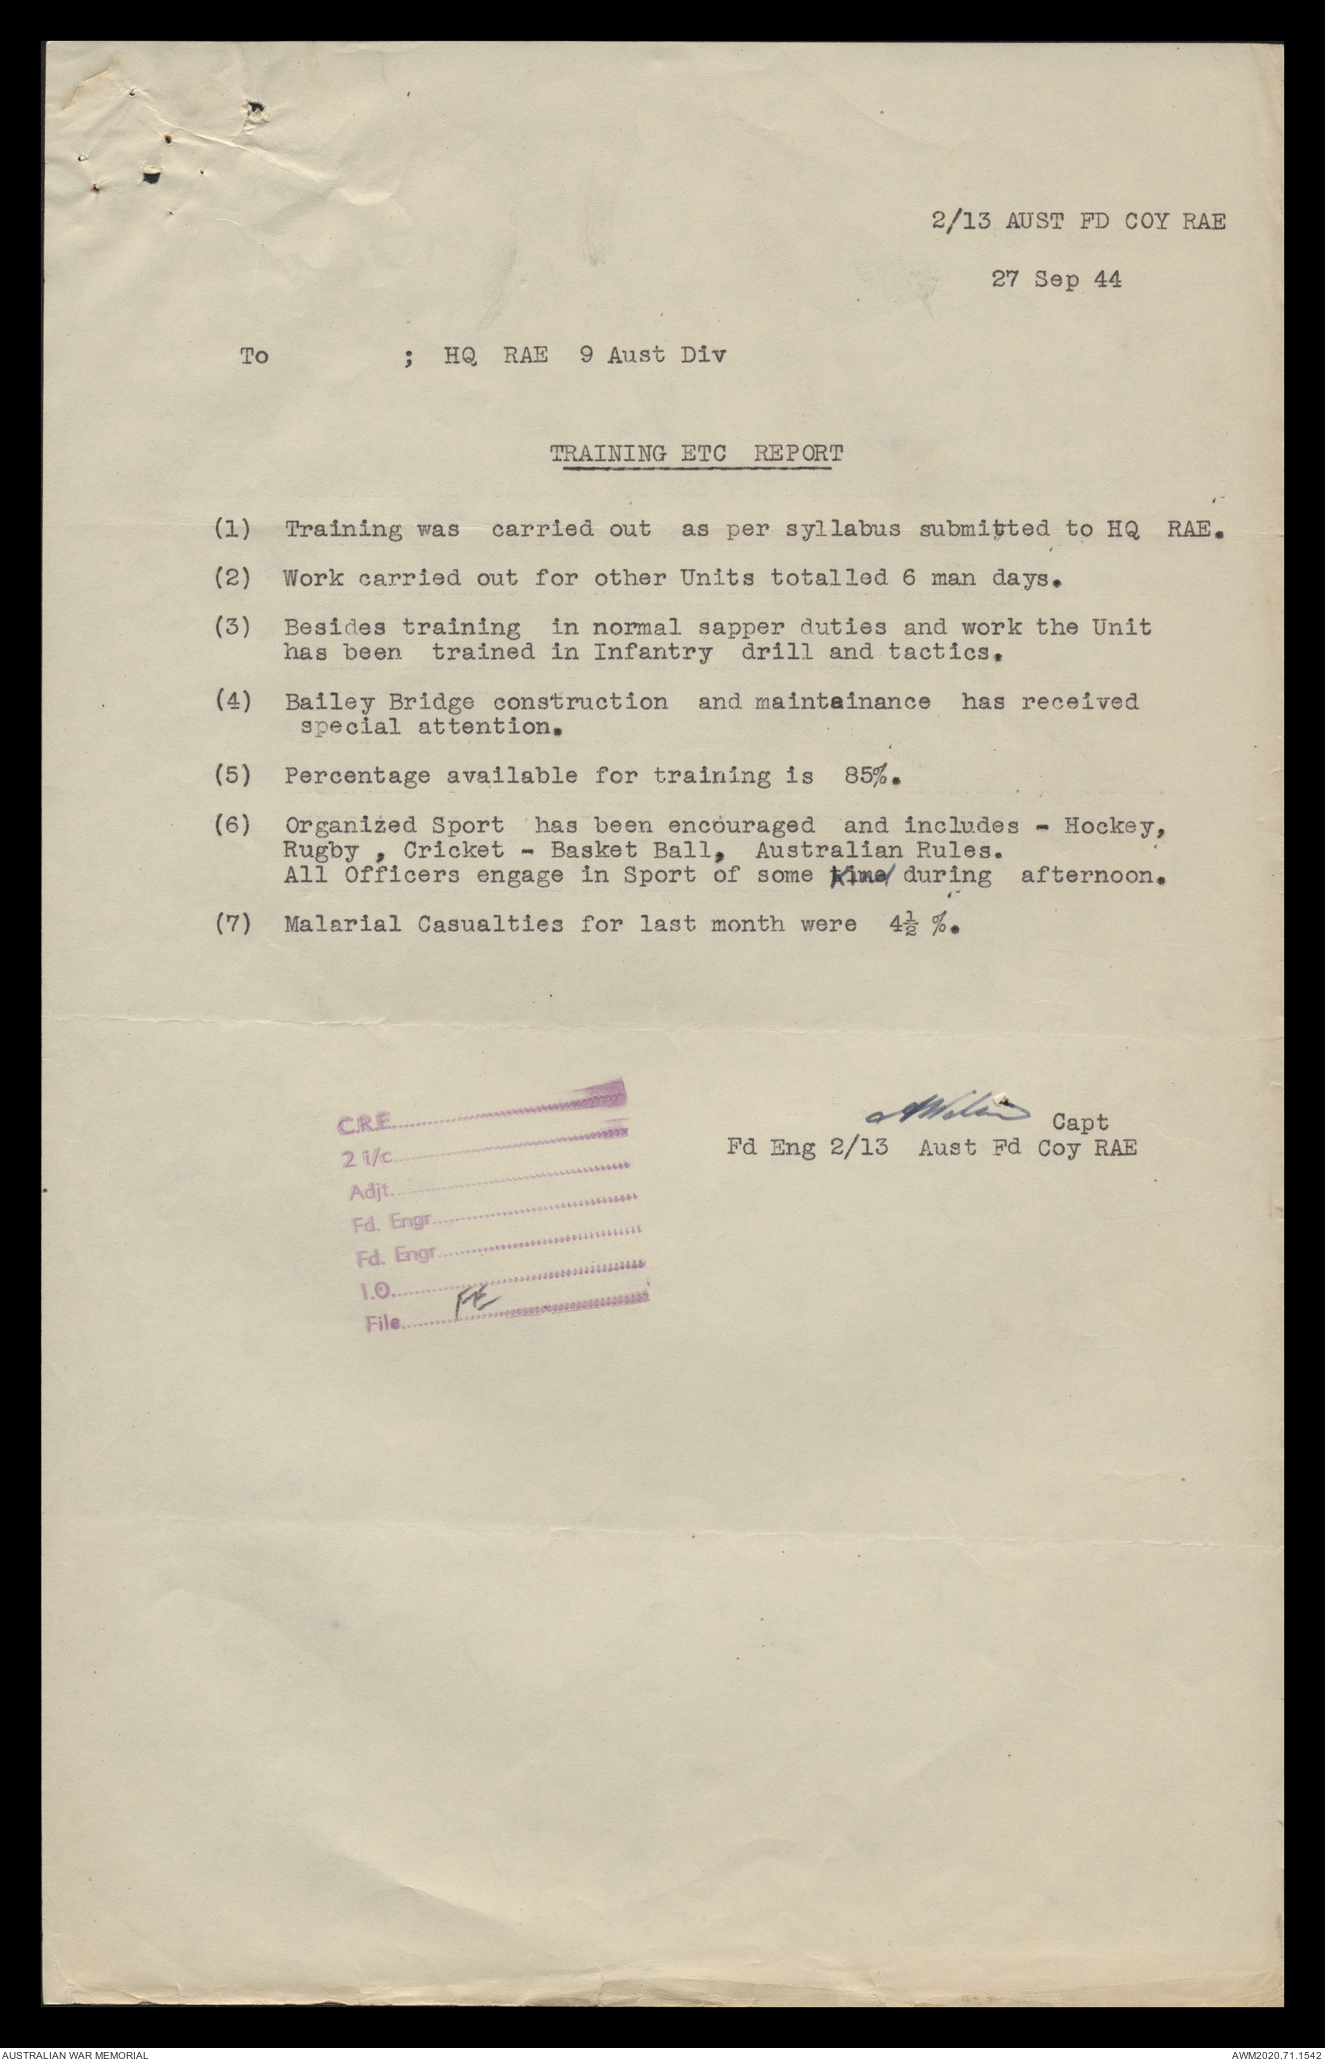 2/13 AUST FD COY RAE
27 Sep 44
To ; HQ RAE 9 Aust Div
TRAINING ETC REPORT
(1) Training was carried out as per syllabus submitted to HQ RAE.
(2) Work carried out for other Units totalled 6 man days.
(3) Besides training in normal sapper duties and work the Unit
has been trained in Infantry drill and tactics.
(4) Bailey Bridge construction and maintainance has received
special attention.
(5) Percentage available for training is 85%.
(6) Organized Sport has been encouraged and includes - Hockey,
Rugby , Cricket - Basket Ball, Australian Rules.
All Officers engage in Sport of some kind during afternoon.
(7) Malarial Casualties for last month were 4½ %.
Capt
Fd Eng 2/13 Aust Fd Coy RAE
C.R.E.
2 i/c
Adjt.
Fd. Engr.
Fd. Engr.
I.O.
File
AUSTRALIAN WAR MEMORIAL
AWM2020.71.1542